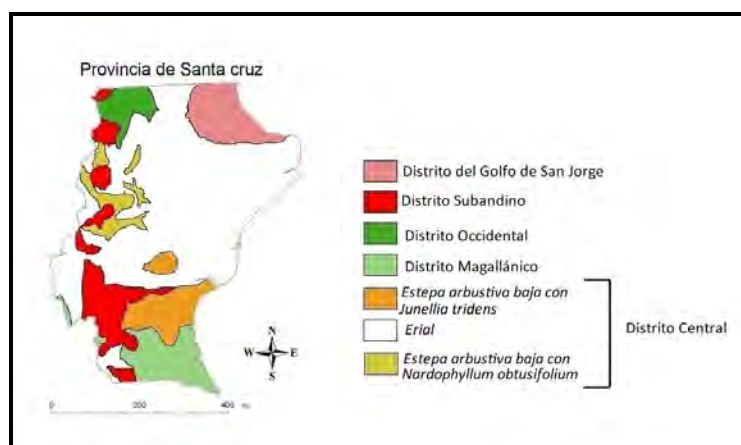 Provincia de Santa cruz
Distrito del Golfo de San Jorge
Distrito Subandino
Distrito Occidental
Distrito Magallánico
Estepa arbustiva baja con
Junellia tridens
Erial
Distrito Central
Estepa arbustiva baja con
Nardophyllum obtusifolium
N
W E
S
0 200 400